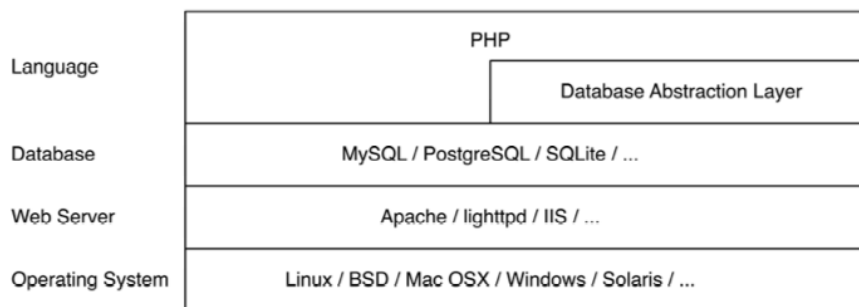 PHP
Language
Database Abstraction Layer
Database
MySQL / PostgreSQL / SQLite / ...
Web Server
Apache / lighttpd / IIS / ...
Operating System
Linux / BSD / Mac OSX / Windows / Solaris / ...